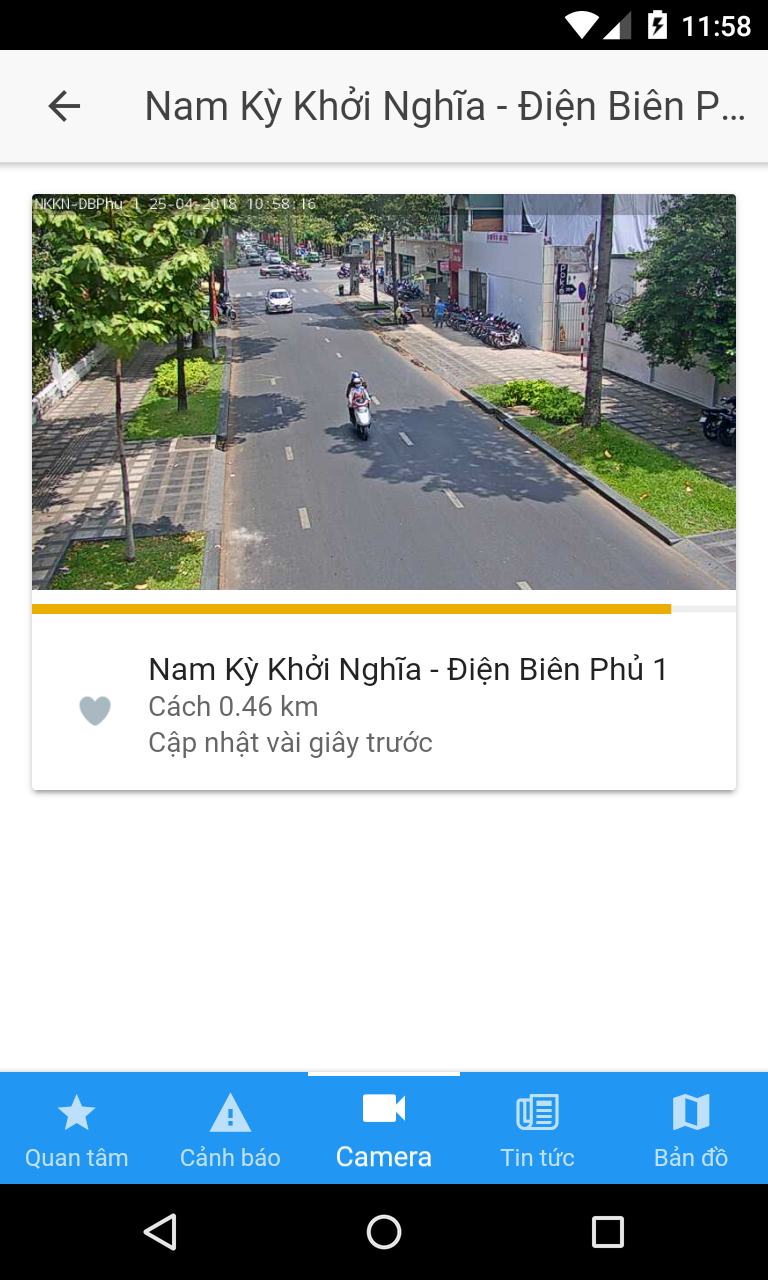 11:58
Nam Kỳ Khởi Nghĩa - Điện Biên P...
NKKN-DBPhu 1 25-04-2018 10:58:16
Nam Kỳ Khởi Nghĩa - Điện Biên Phủ 1
Cách 0.46 km
Cập nhật vài giây trước
Quan tâm
Cảnh báo
Camera
Tin tức
Bản đồ